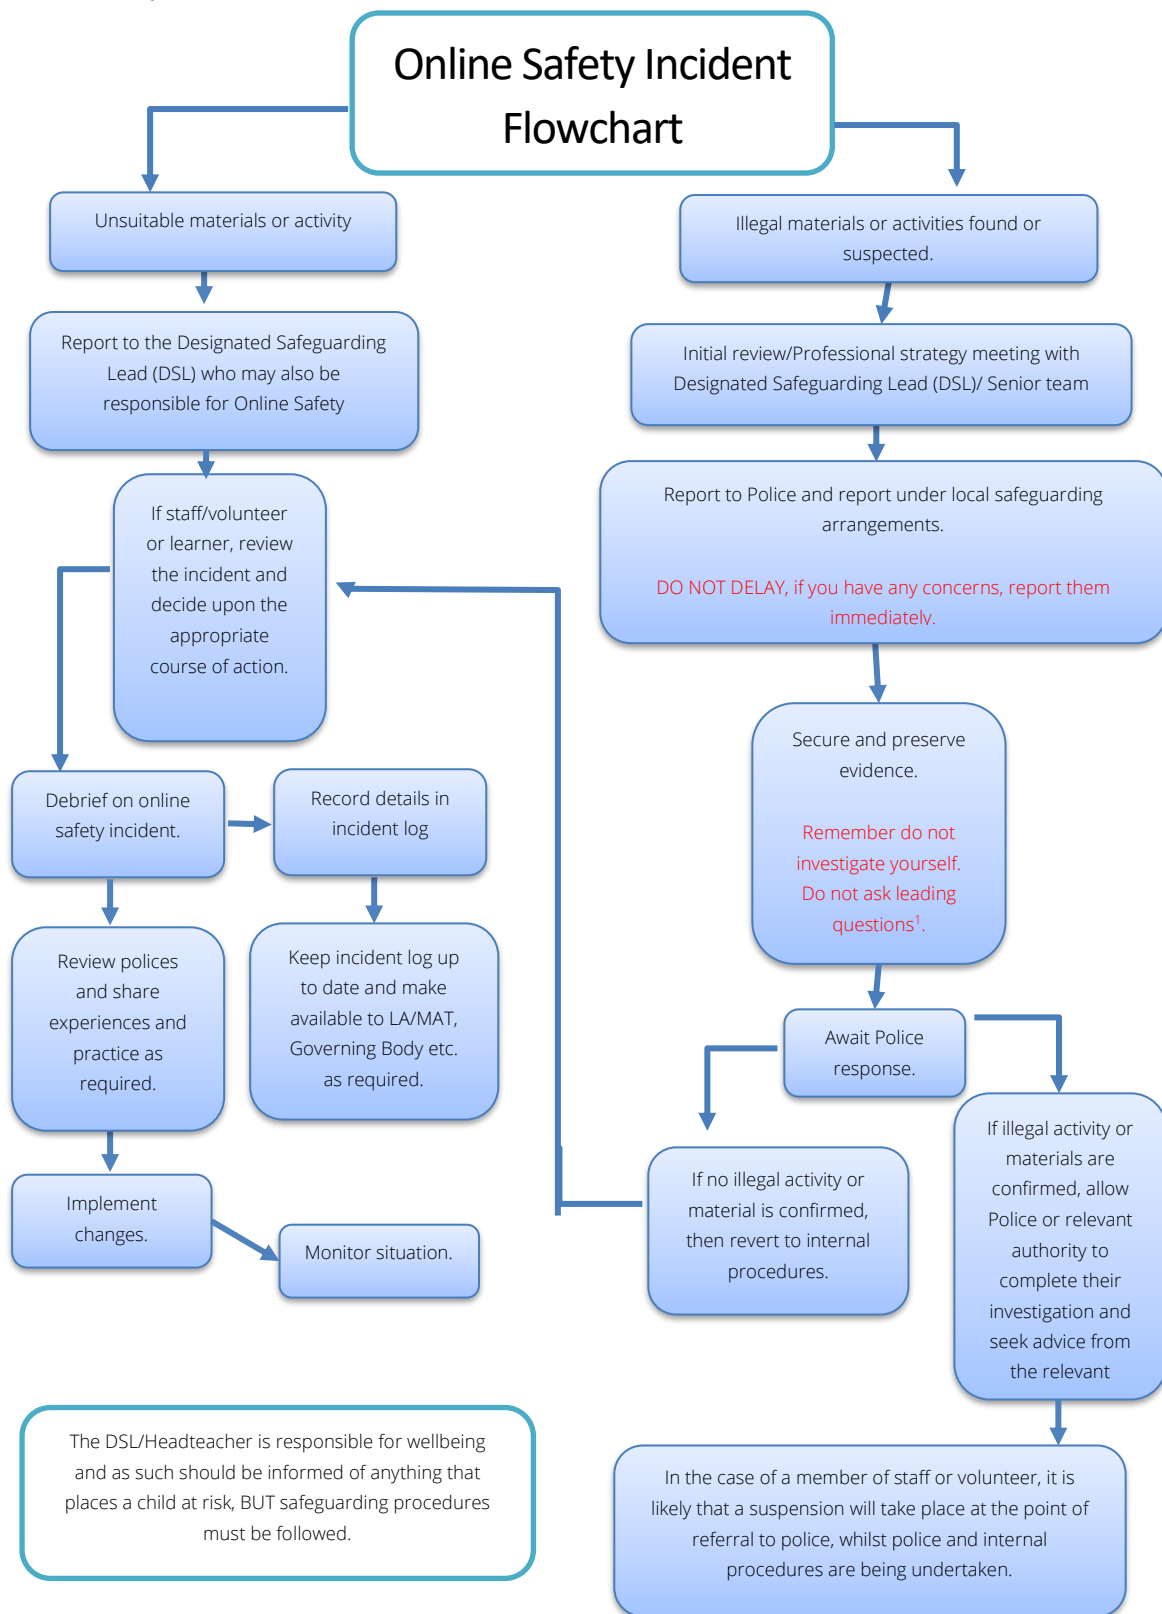 Online Safety Incident
Flowchart
Unsuitable materials or activity
Report to the Designated Safeguarding
Lead (DSL) who may also be
responsible for Online Safety
If staff/volunteer
or learner, review
the incident and
decide upon the
appropriate
course of action.
Debrief on online
safety incident.
Record details in
incident log
Review polices
and share
experiences and
practice as
required.
Keep incident log up
to date and make
available to LA/MAT,
Governing Body etc.
as required.
Implement
changes.
Monitor situation.
Illegal materials or activities found or
suspected.
Initial review/Professional strategy meeting with
Designated Safeguarding Lead (DSL)/ Senior team
Report to Police and report under local safeguarding
arrangements.
DO NOT DELAY, if you have any concerns, report them
immediately.
Secure and preserve
evidence.
Remember do not
investigate yourself.
Do not ask leading
questions¹.
Await Police
response.
If no illegal activity or
material is confirmed,
then revert to internal
procedures.
If illegal activity or
materials are
confirmed, allow
Police or relevant
authority to
complete their
investigation and
seek advice from
the relevant
In the case of a member of staff or volunteer, it is
likely that a suspension will take place at the point of
referral to police, whilst police and internal
procedures are being undertaken.
The DSL/Headteacher is responsible for wellbeing
and as such should be informed of anything that
places a child at risk, BUT safeguarding procedures
must be followed.